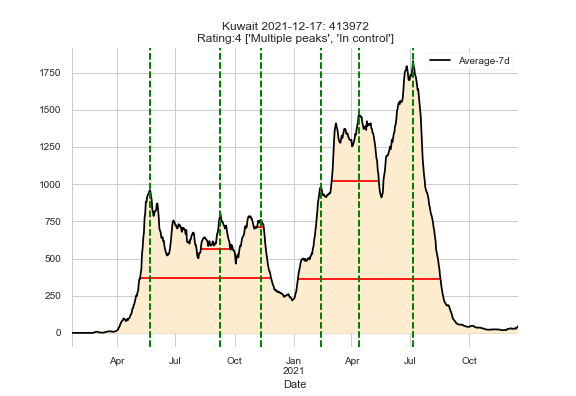 Kuwait 2021-12-17: 413972
Rating:4 ['Multiple peaks', 'In control']
Average-7d
1750
1500
1250
1000
750
500
250
0
Apr
Jul
Oct
Jan
2021
Apr
Jul
Oct
Date